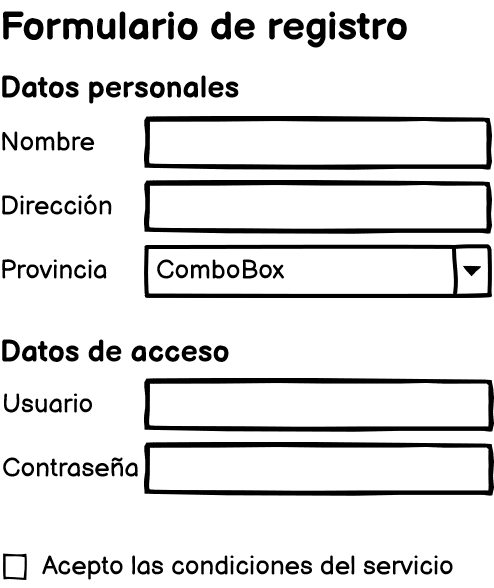 Formulario de registro
Datos personales
Nombre
Dirección
Provincia ComboBox
Datos de acceso
Usuario
Contraseña
Acepto las condiciones del servicio